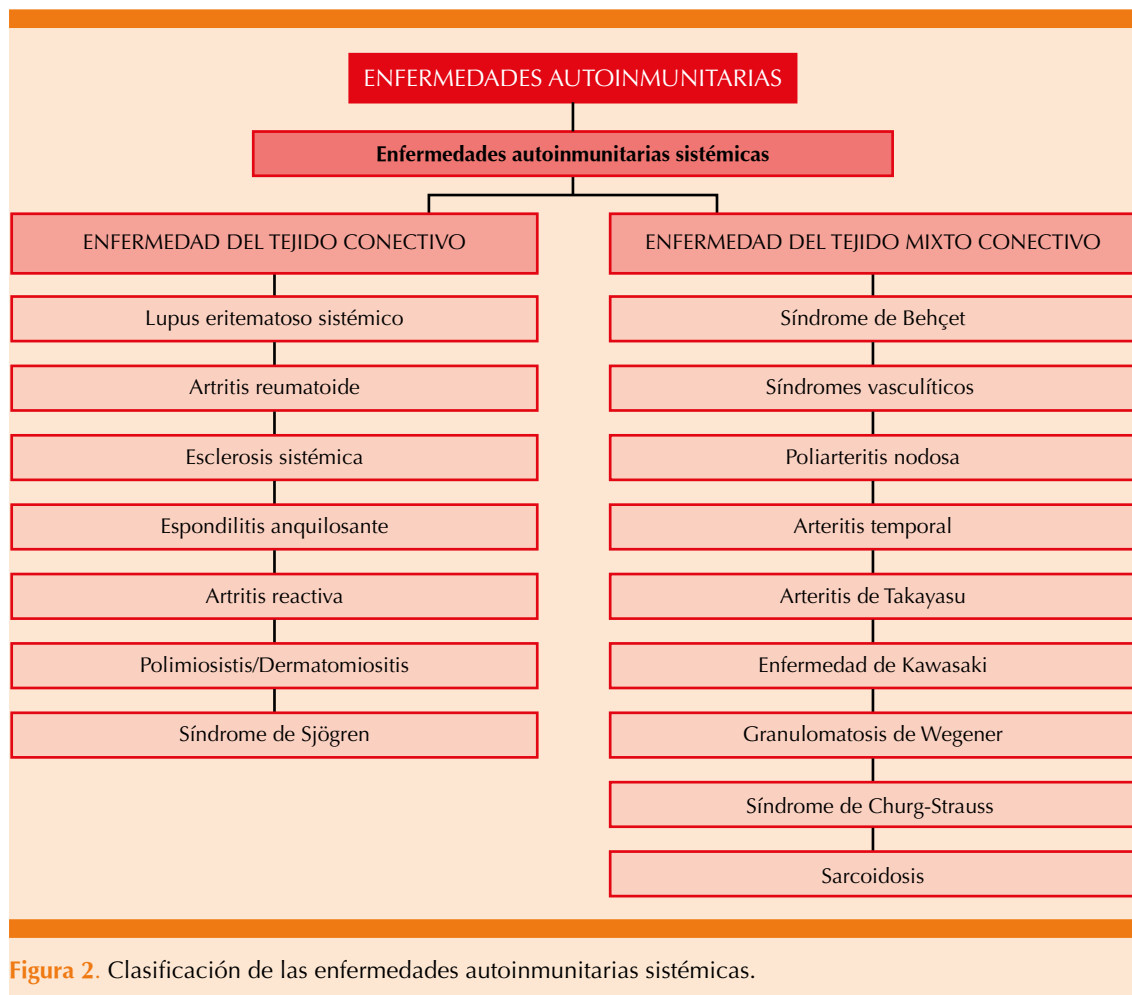 ENFERMEDADES AUTOINMUNITARIAS
Enfermedades autoinmunitarias sistémicas
ENFERMEDAD DEL TEJIDO CONECTIVO
Lupus eritematoso sistémico
Artritis reumatoide
Esclerosis sistémica
Espondilitis anquilosante
Artritis reactiva
Polimiosistis/Dermatomiositis
Síndrome de Sjögren
ENFERMEDAD DEL TEJIDO MIXTO CONECTIVO
Síndrome de Behçet
Síndromes vasculíticos
Poliarteritis nodosa
Arteritis temporal
Arteritis de Takayasu
Enfermedad de Kawasaki
Granulomatosis de Wegener
Síndrome de Churg-Strauss
Sarcoidosis
Figura 2. Clasificación de las enfermedades autoinmunitarias sistémicas.